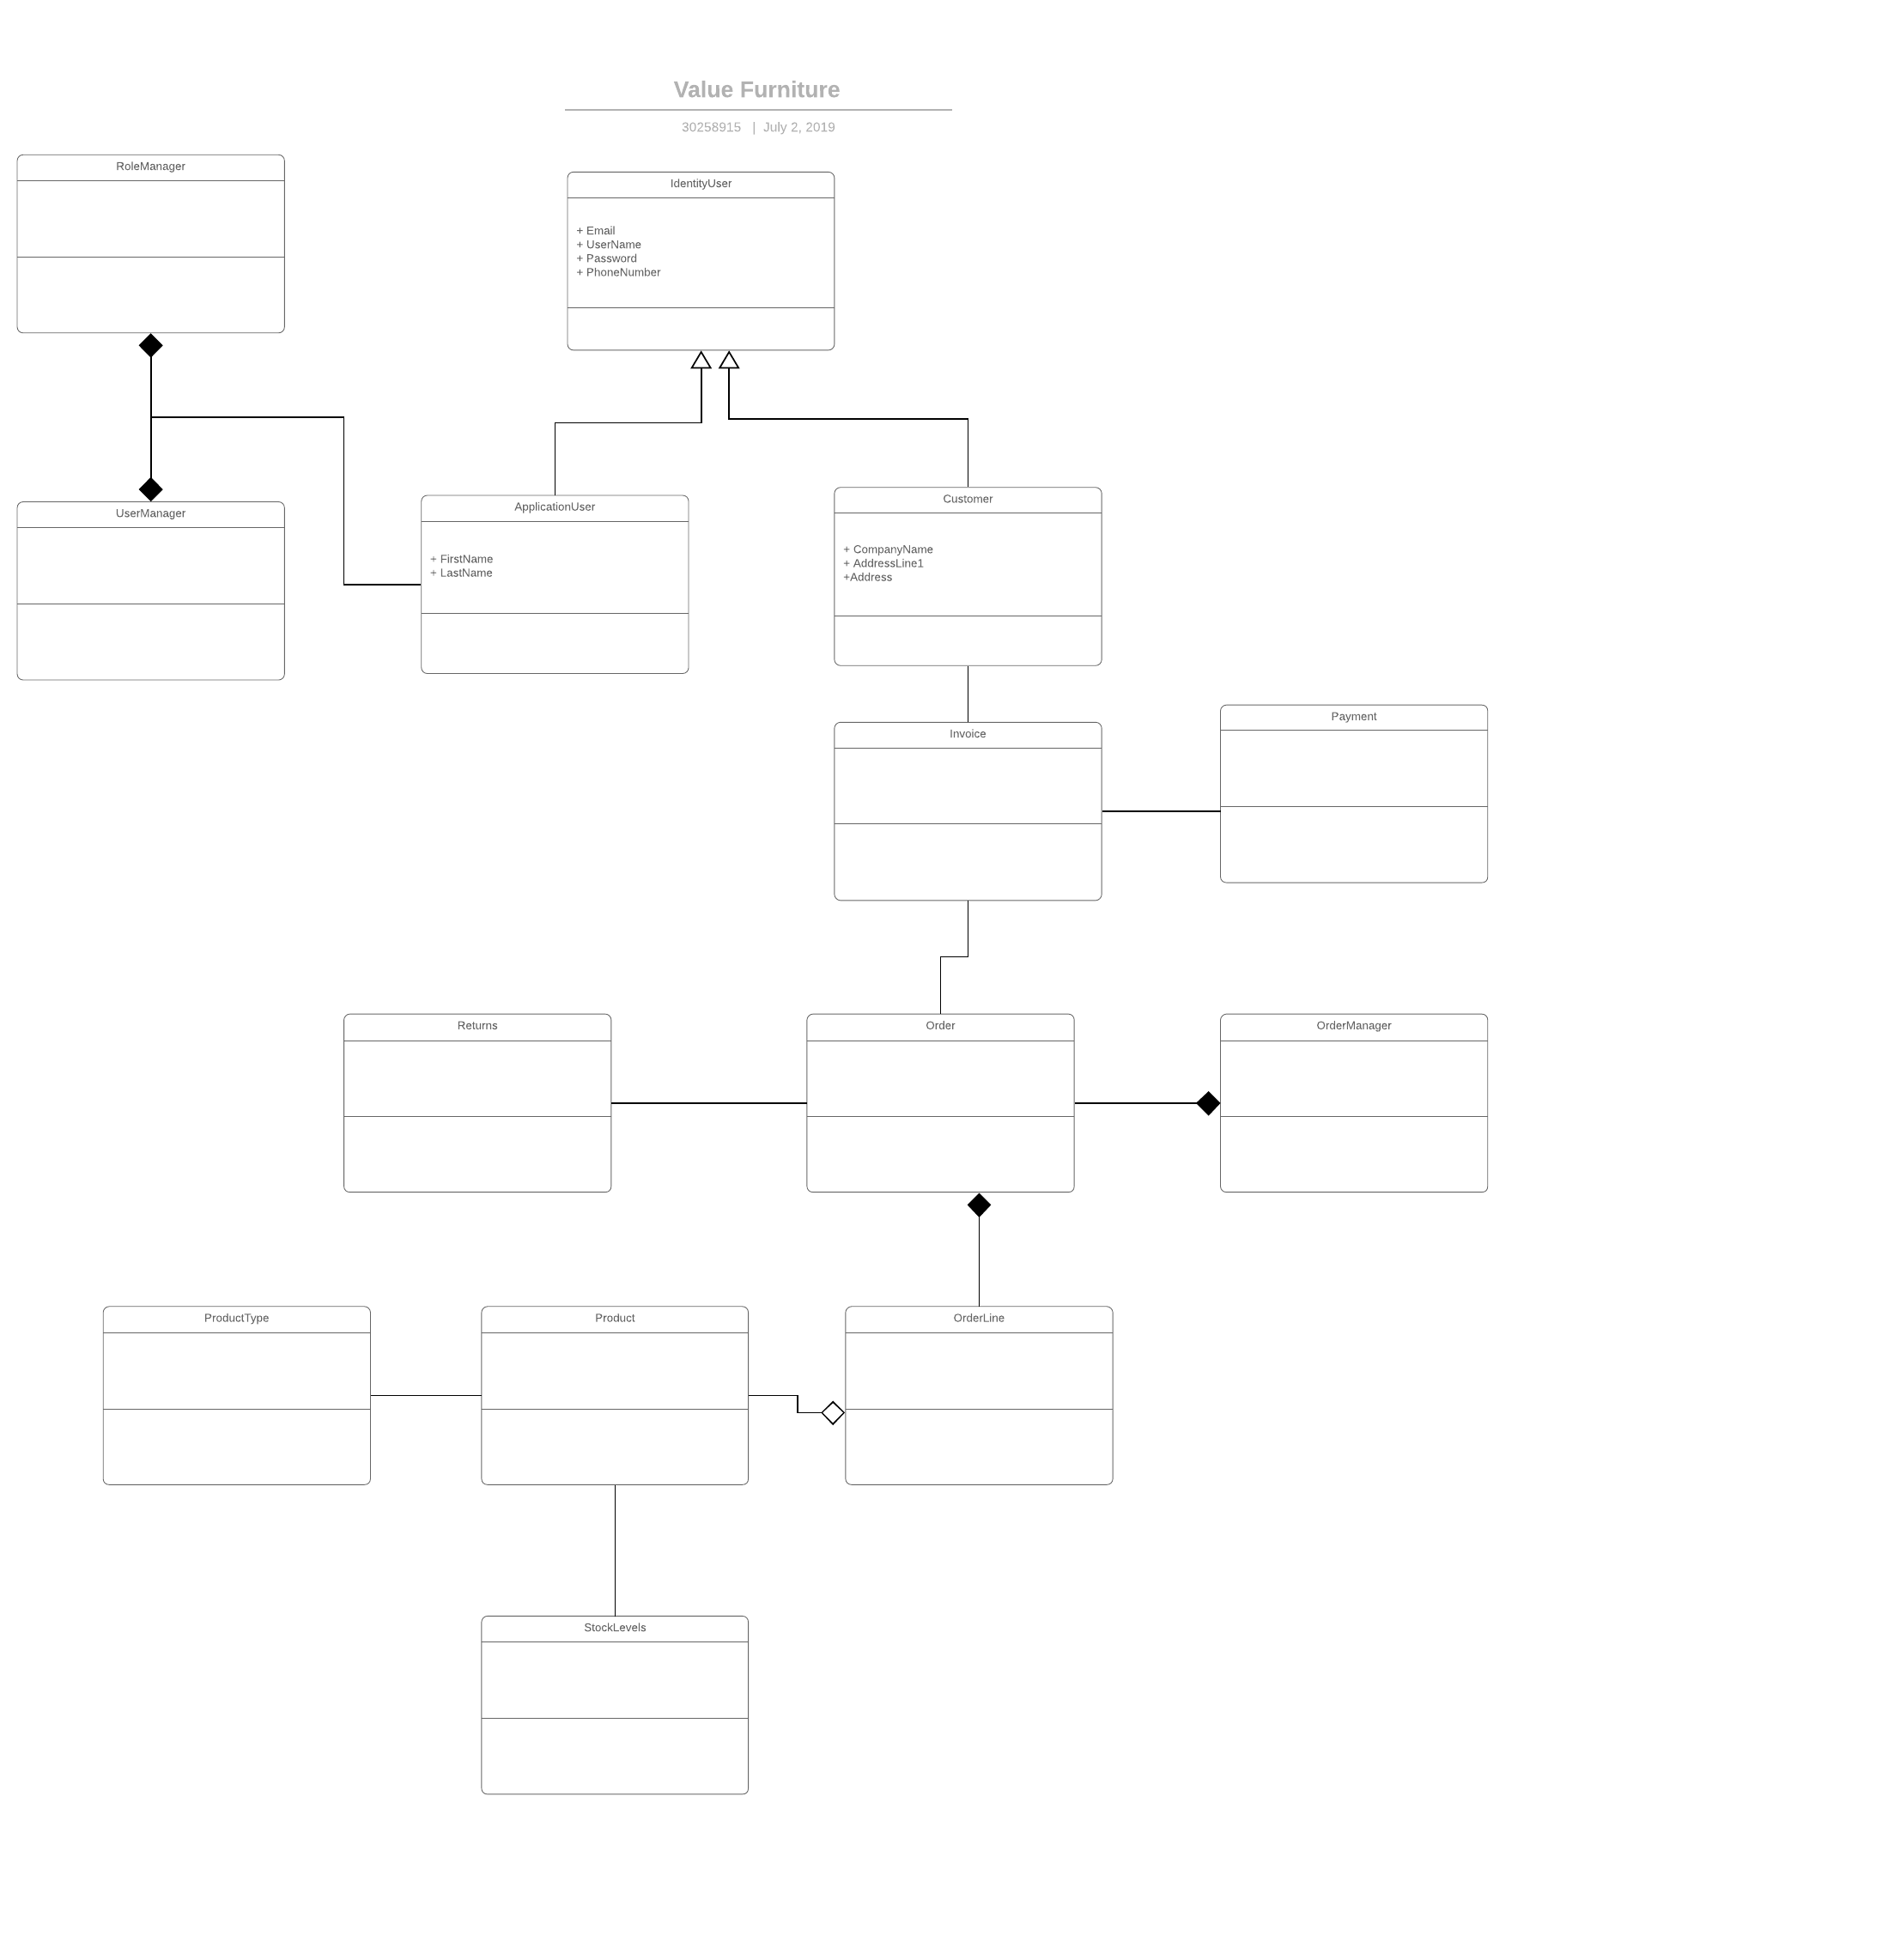 Value Furniture
30258915 | July 2, 2019
RoleManager
IdentityUser
+ Email
+ UserName
+ Password
+ PhoneNumber
UserManager
ApplicationUser
+ FirstName
+ LastName
Customer
+ CompanyName
+ AddressLine1
+Address
Invoice
Payment
Returns
Order
OrderManager
ProductType
Product
OrderLine
StockLevels